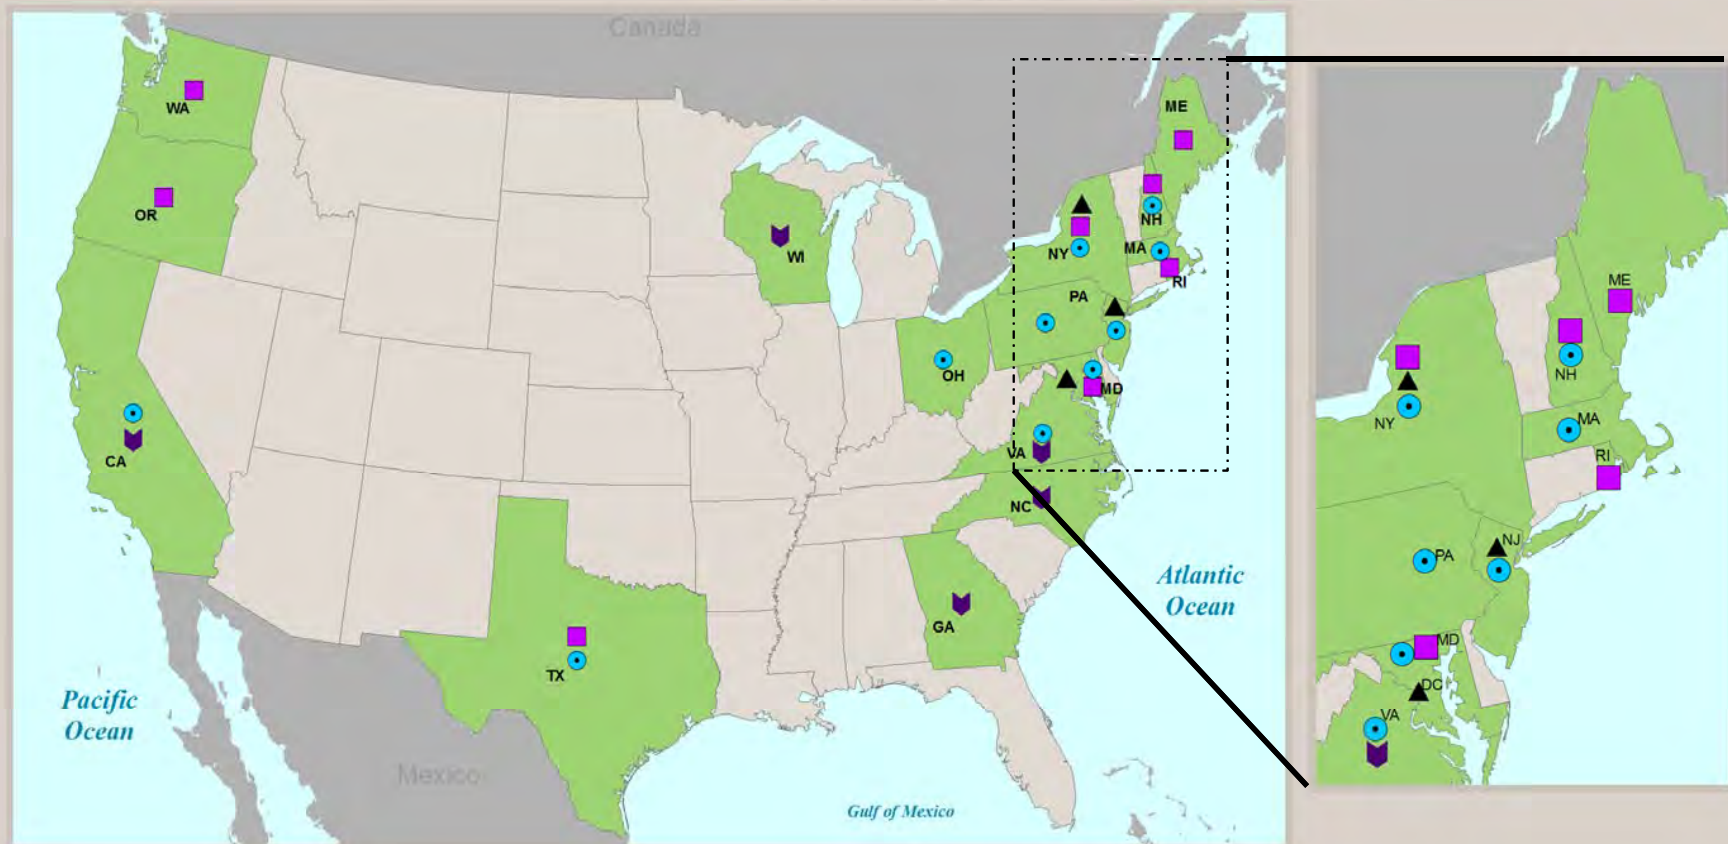 Canada
WA
OR
CA
TX
WI
OH
GA
NC
VA
MD
PA
NY
MA
RI
NH
ME
Pacific
Ocean
Atlantic
Ocean
Mexico
Gulf of Mexico
ME
NH
NY
MA
RI
NJ
PA
MD
DC
VA